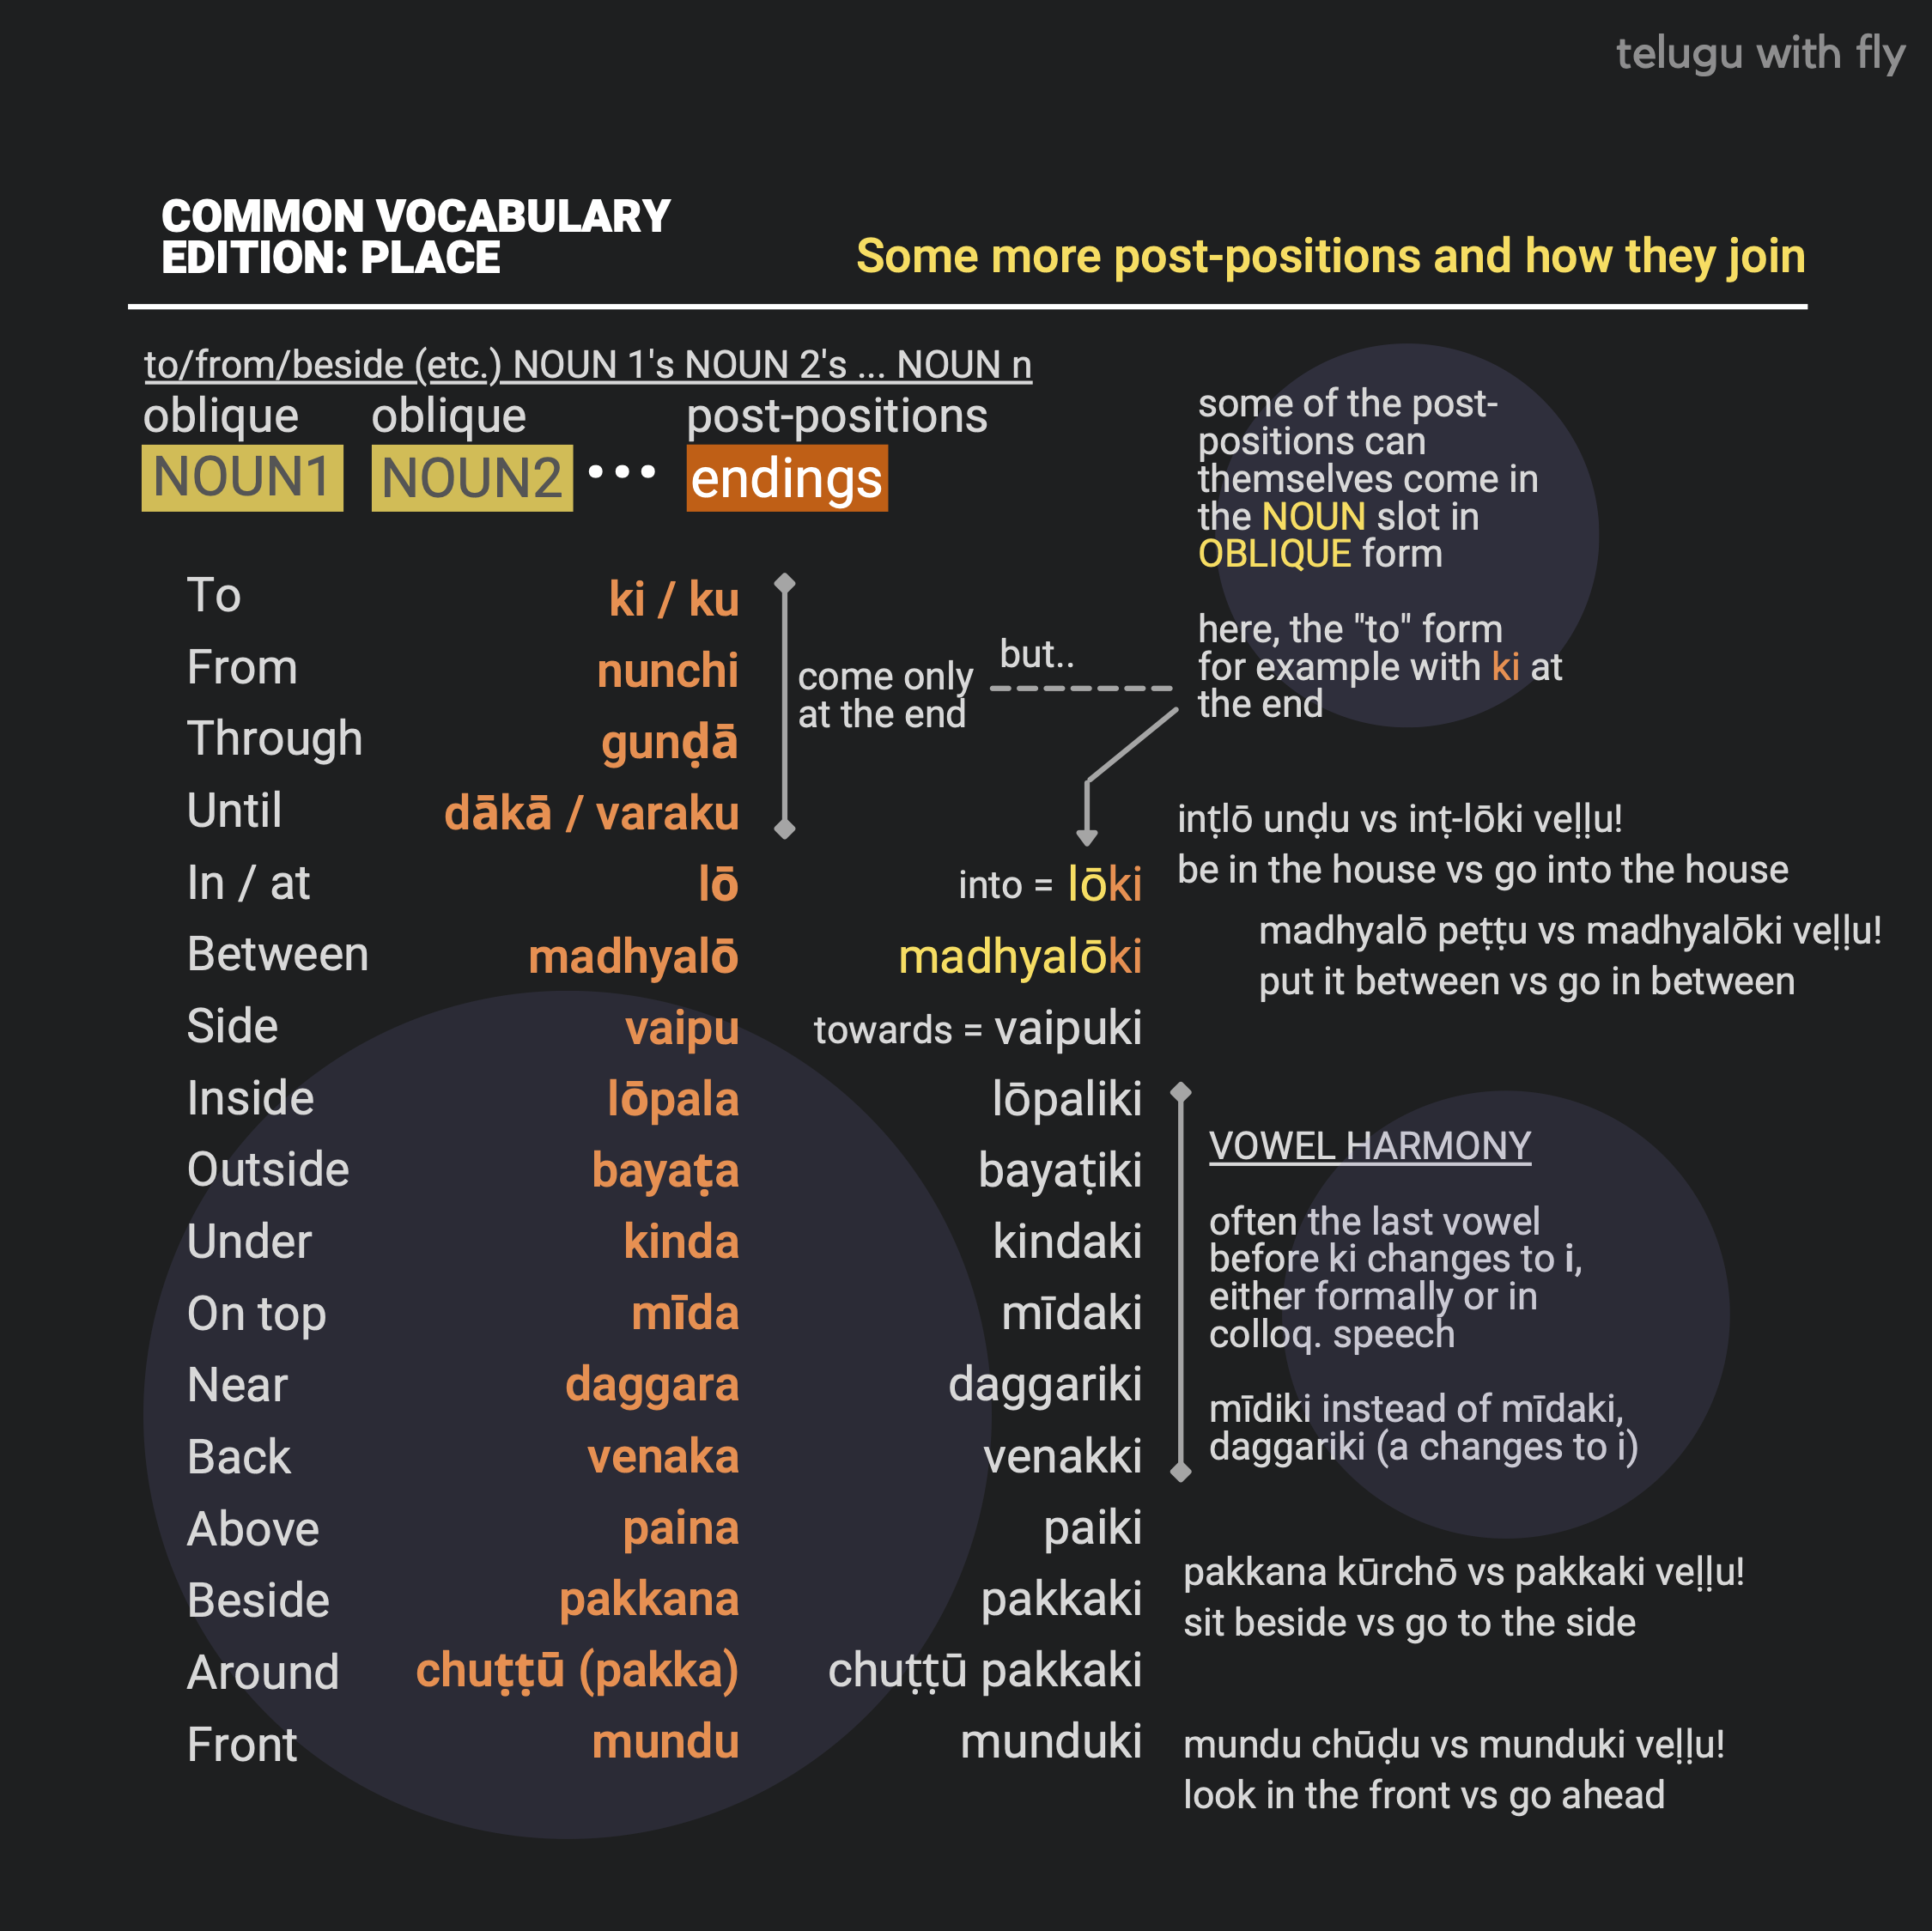 telugu with fly
COMMON VOCABULARY
EDITION: PLACE
Some more post-positions and how they join
to/from/beside (etc.) NOUN 1's NOUN 2's ... NOUN n
oblique oblique post-positions
NOUN1 NOUN2 ••• endings
some of the post-
positions can
themselves come in
the NOUN slot in
OBLIQUE form
here, the "to" form
for example with ki at
the end
To ki / ku
From nunchi
Through gunḍā
Until dākā / varaku
come only
at the end
but..
In / at lō into = lōki
Between madhyalō madhyalōki
Side vaipu towards = vaipuki
Inside lōpala lōpaliki
Outside bayaṭa bayaṭiki
Under kinda kindaki
On top mīda mīdaki
Near daggara daggariki
Back venaka venakki
Above paina paiki
Beside pakkana pakkaki
Around chuṭṭū (pakka) chuṭṭū pakkaki
Front mundu munduki
inṭlō unḍu vs inṭ-lōki veḷḷu!
be in the house vs go into the house
madhyalō peṭṭu vs madhyalōki veḷḷu!
put it between vs go in between
VOWEL HARMONY
often the last vowel
before ki changes to i,
either formally or in
colloq. speech
mīdiki instead of mīdaki,
daggariki (a changes to i)
pakkana kūrchō vs pakkaki veḷḷu!
sit beside vs go to the side
mundu chūḍu vs munduki veḷḷu!
look in the front vs go ahead